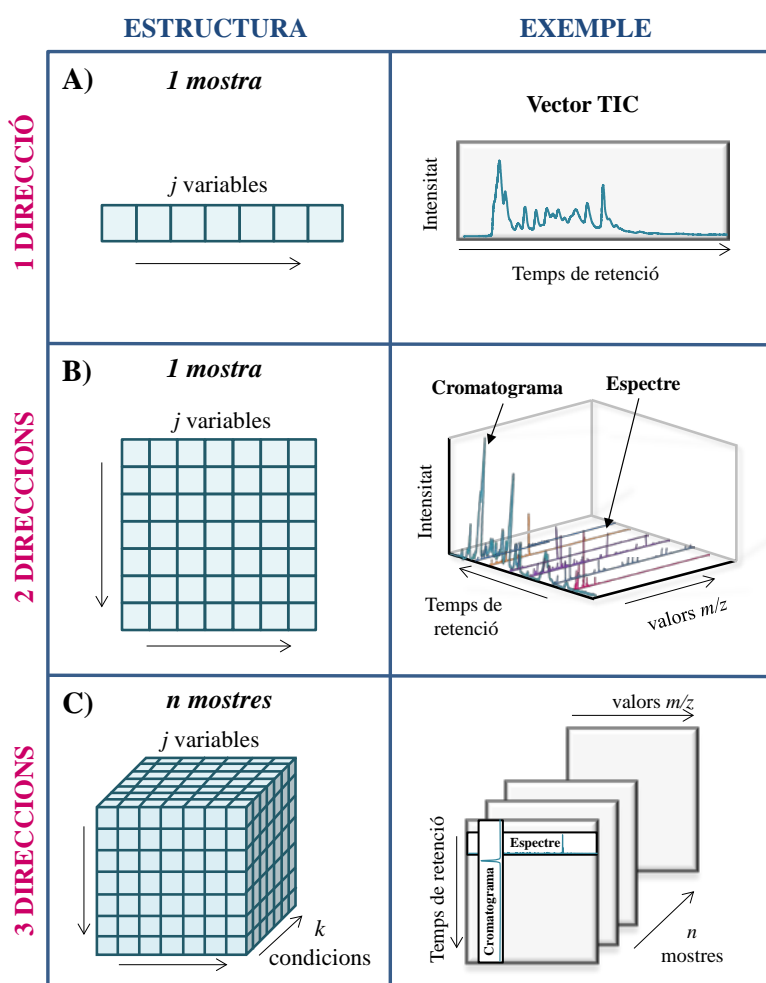 ESTRUCTURA
EXEMPLE
1 DIRECCIÓ
A)
1 mostra
j variables
Vector TIC
Intensitat
Temps de retenció
2 DIRECCIONS
B)
1 mostra
j variables
Cromatograma
Espectre
Intensitat
Temps de
retenció
valors m/z
3 DIRECCIONS
C)
n mostres
j variables
k
condicions
valors m/z
Temps de retenció
Espectre
Cromatograma
n
mostres